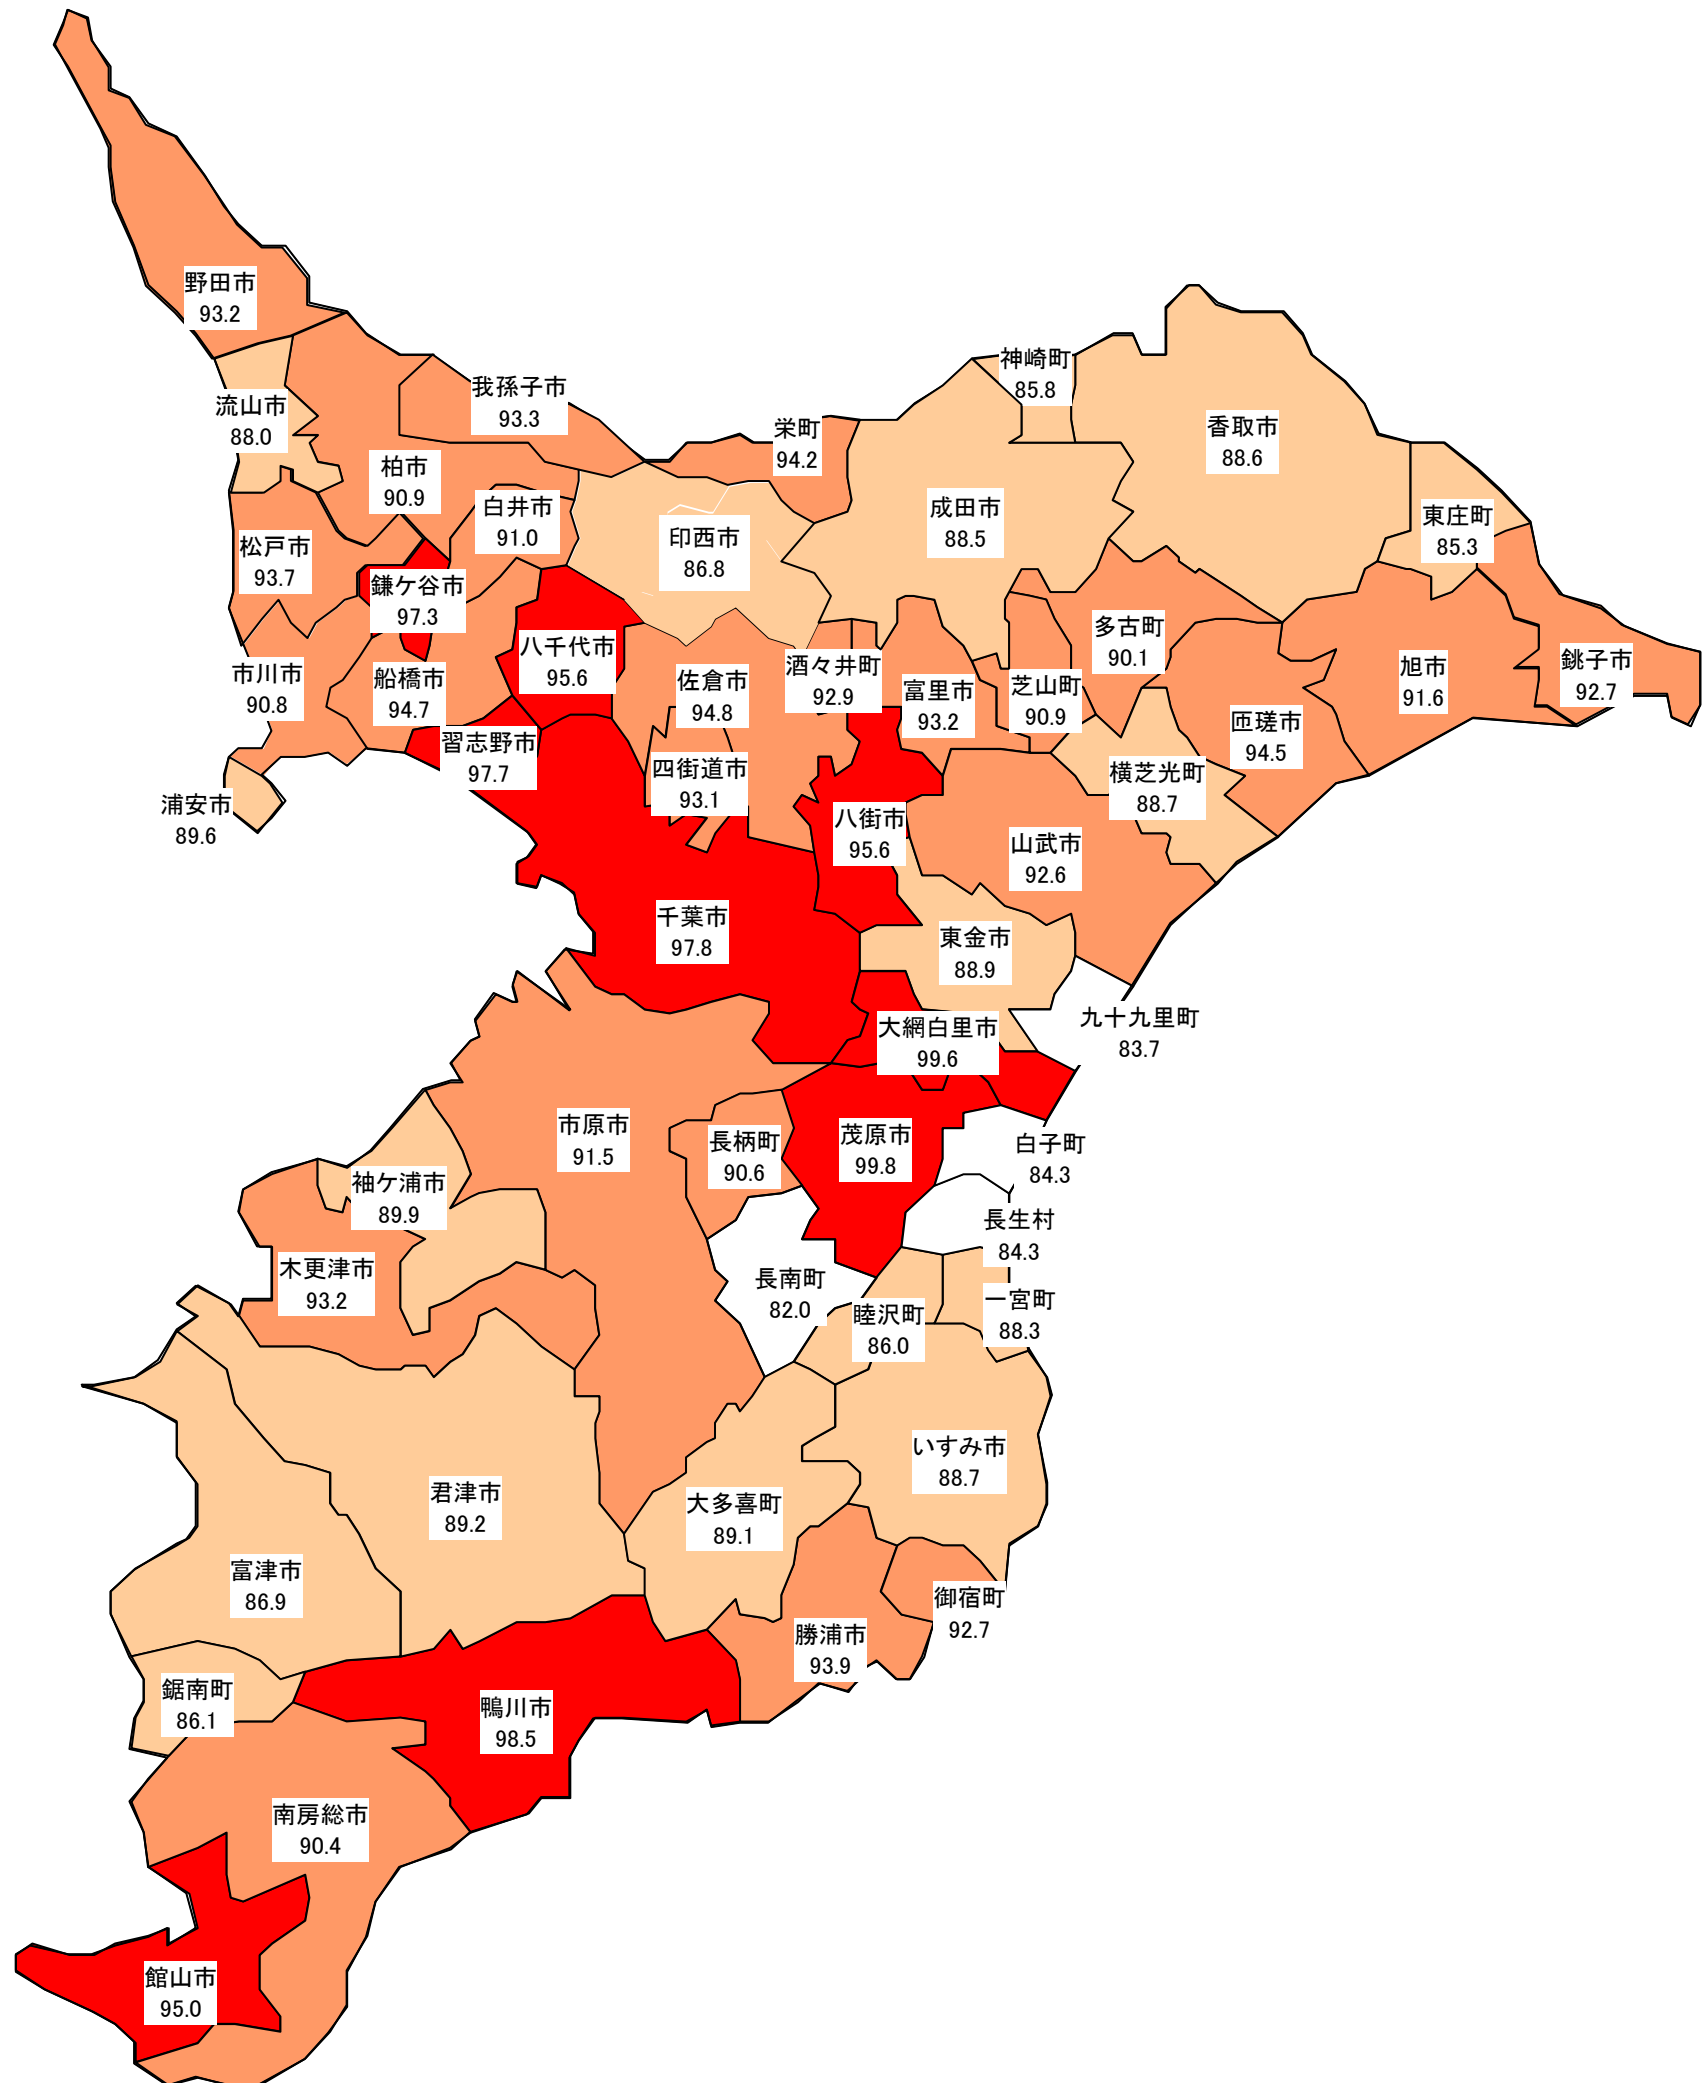 野田市
93.2
流山市
88.0
我孫子市
93.3
柏市
90.9
白井市
91.0
松戸市
93.7
鎌ケ谷市
97.3
市川市
90.8
船橋市
94.7
八千代市
95.6
習志野市
97.7
浦安市
89.6
栄町
94.2
印西市
86.8
成田市
88.5
神崎町
85.8
香取市
88.6
東庄町
85.3
銚子市
92.7
旭市
91.6
匝瑳市
94.5
多古町
90.1
芝山町
90.9
横芝光町
88.7
富里市
93.2
酒々井町
92.9
佐倉市
94.8
四街道市
93.1
八街市
95.6
山武市
92.6
千葉市
97.8
東金市
88.9
九十九里町
83.7
大網白里市
99.6
市原市
91.5
長柄町
90.6
茂原市
99.8
白子町
84.3
長生村
84.3
一宮町
88.3
長南町
82.0
睦沢町
86.0
袖ケ浦市
89.9
木更津市
93.2
君津市
89.2
富津市
86.9
大多喜町
89.1
いすみ市
88.7
御宿町
92.7
勝浦市
93.9
鋸南町
86.1
鴨川市
98.5
南房総市
90.4
館山市
95.0